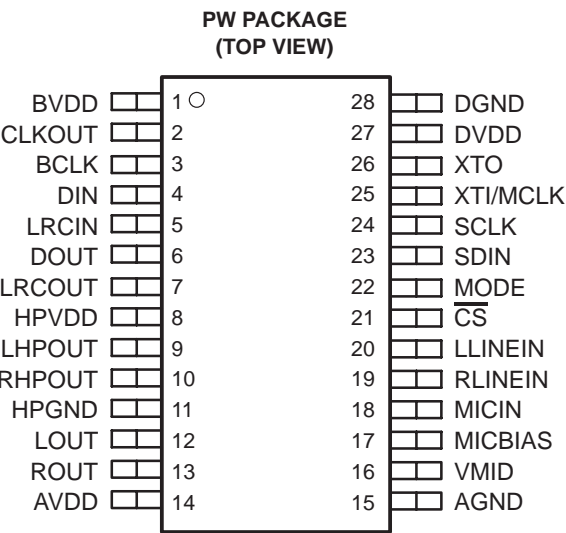 PW PACKAGE
(TOP VIEW)
BVDD 1 28 DGND
CLKOUT 2 27 DVDD
BCLK 3 26 XTO
DIN 4 25 XTI/MCLK
LRCIN 5 24 SCLK
DOUT 6 23 SDIN
LRCOUT 7 22 MODE
HPVDD 8 21 CS
LHPOUT 9 20 LLINEIN
RHPOUT 10 19 RLINEIN
HPGND 11 18 MICIN
LOUT 12 17 MICBIAS
ROUT 13 16 VMID
AVDD 14 15 AGND